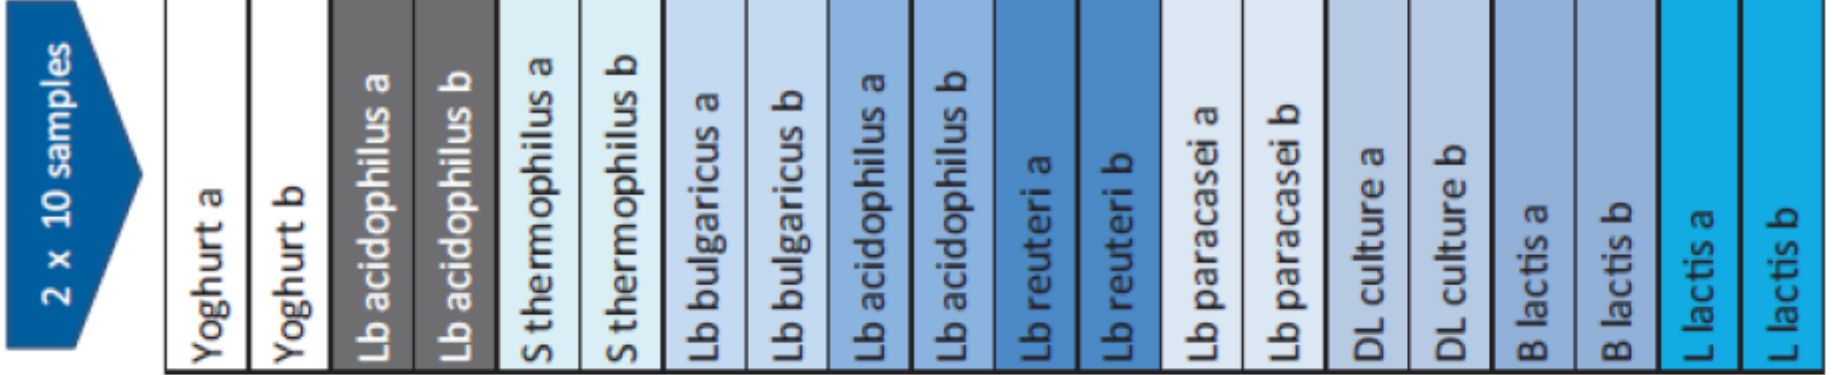 2 x 10 samples
Yoghurt a
Yoghurt b
Lb acidophilus a
Lb acidophilus b
S thermophilus a
S thermophilus b
Lb bulgaricus a
Lb bulgaricus b
Lb acidophilus a
Lb acidophilus b
Lb reuteri a
Lb reuteri b
Lb paracasei a
Lb paracasei b
DL culture a
DL culture b
B lactis a
B lactis b
L lactis a
L lactis b